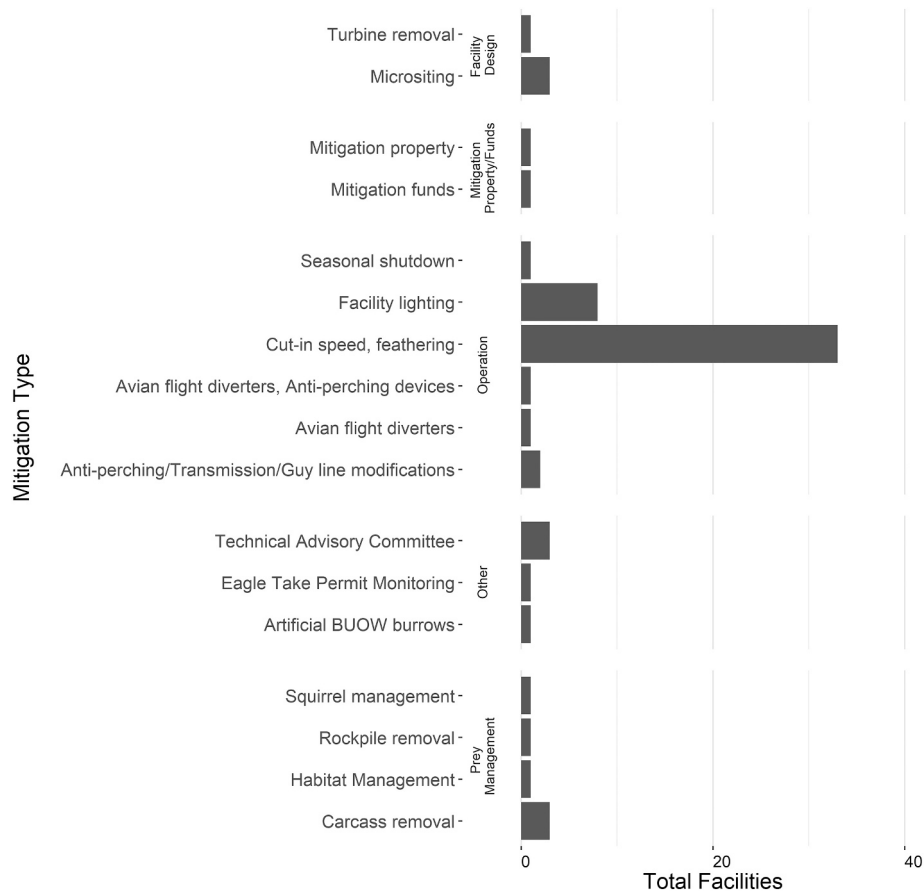 Turbine removal
Micrositing
Facility
Design
Mitigation property
Mitigation funds
Mitigation
Property/Funds
Seasonal shutdown
Facility lighting
Cut-in speed, feathering
Avian flight diverters, Anti-perching devices
Avian flight diverters
Anti-perching/Transmission/Guy line modifications
Operation
Technical Advisory Committee
Eagle Take Permit Monitoring
Artificial BUOW burrows
Other
Squirrel management
Rockpile removal
Habitat Management
Carcass removal
Prey
Management
Mitigation Type
0 20 40
Total Facilities